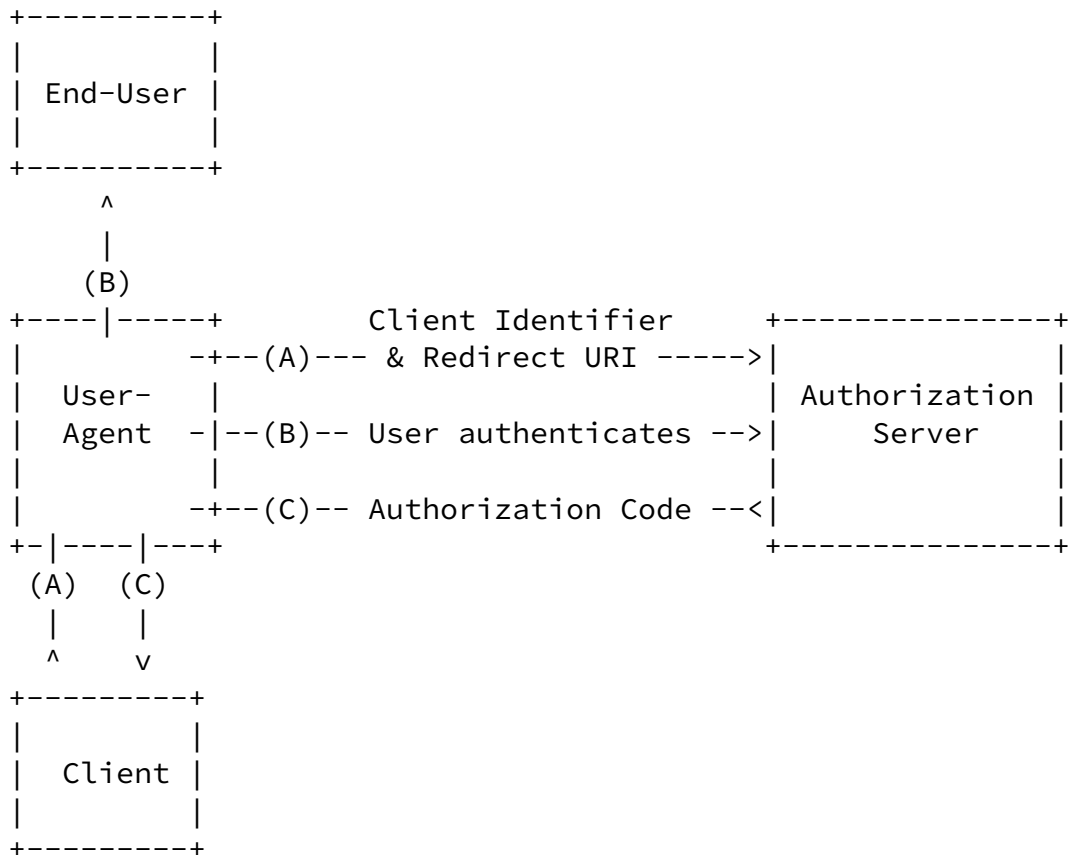 +----------+
|          |
| End-User |
|          |
+----------+
     ^
     |
    (B)
+----|-----+        Client Identifier     +---------------+
|         -+--(A)--- & Redirect URI ----->|               |
|  User-   |                              | Authorization |
|  Agent  -|--(B)-- User authenticates -->|     Server    |
|          |                              |               |
|         -+--(C)-- Authorization Code --<|               |
+-|----|---+                              +---------------+
 (A)  (C)
  |    |
  ^    v
+---------+
|         |
|  Client |
|         |
+---------+